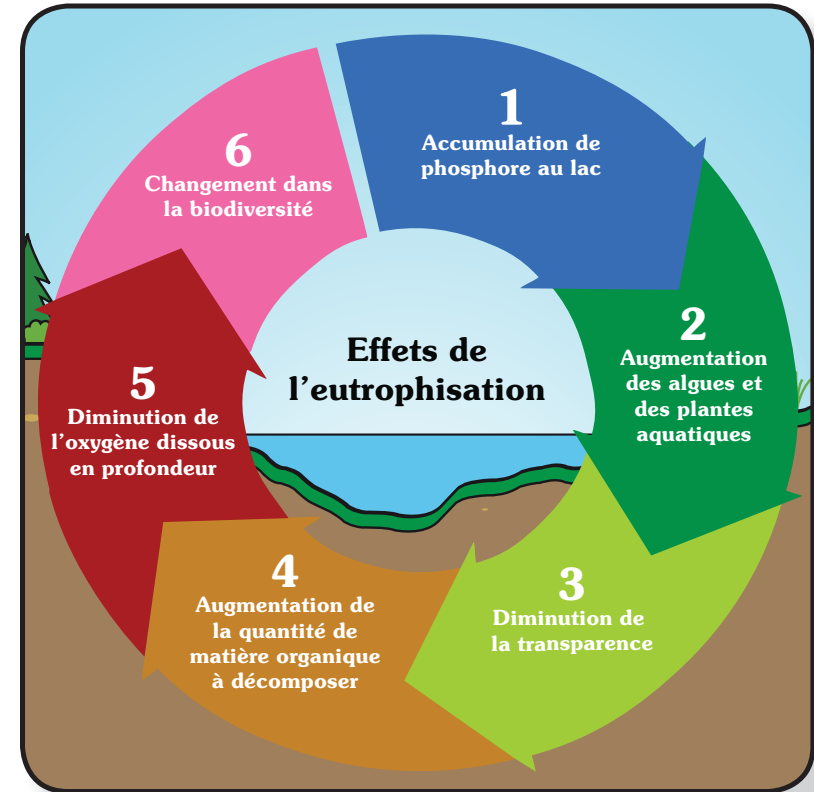 1
Accumulation de
phosphore au lac
2
Augmentation
des algues et
des plantes
aquatiques
3
Diminution de
la transparence
4
Augmentation de
la quantité de
matière organique
à décomposer
5
Diminution de
l'oxygène dissous
en profondeur
6
Changement dans
la biodiversité
Effets de
l'eutrophisation